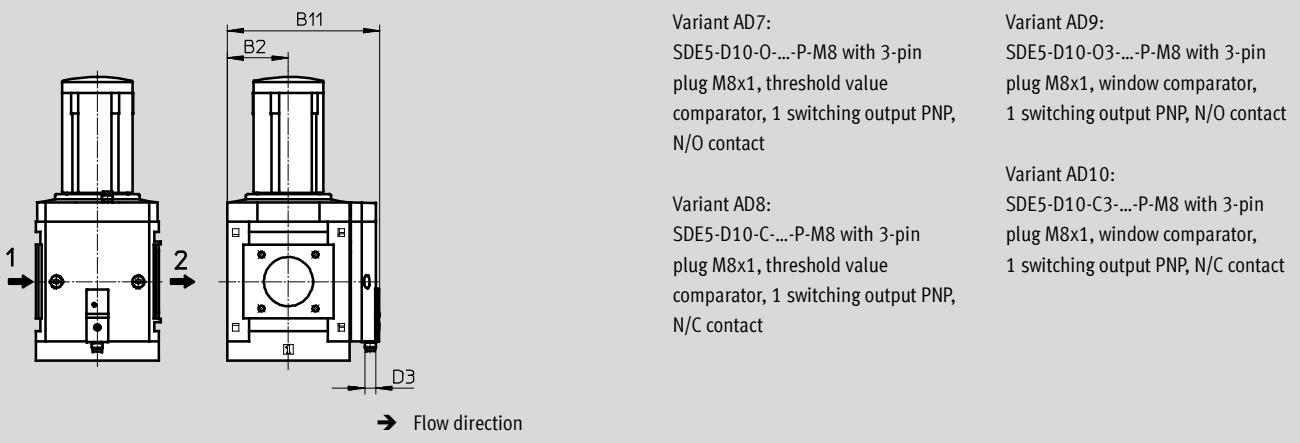 B11
B2
1
2
1
D3
→ Flow direction
Variant AD7:
SDE5-D10-O-...-P-M8 with 3-pin
plug M8x1, threshold value
comparator, 1 switching output PNP,
N/O contact
Variant AD8:
SDE5-D10-C-...-P-M8 with 3-pin
plug M8x1, threshold value
comparator, 1 switching output PNP,
N/C contact
Variant AD9:
SDE5-D10-O3-...-P-M8 with 3-pin
plug M8x1, window comparator,
1 switching output PNP, N/O contact
Variant AD10:
SDE5-D10-C3-...-P-M8 with 3-pin
plug M8x1, window comparator,
1 switching output PNP, N/C contact